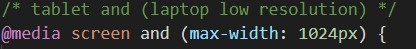 /* tablet and (laptop low resolution) */
@media screen and (max-width: 1024px) {